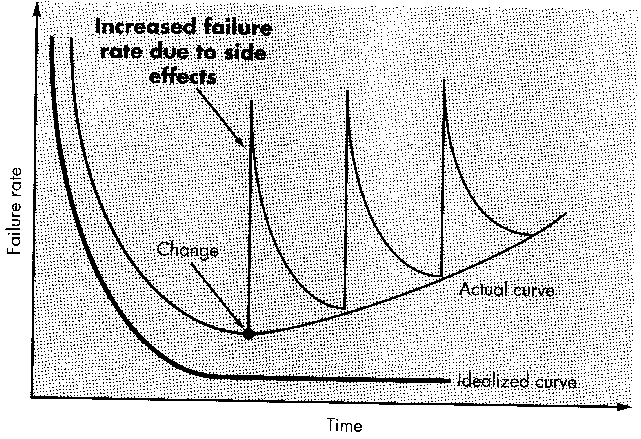 Increased failure
rate due to side
effects
Failure rate
Change
Actual curve
Idealized curve
Time